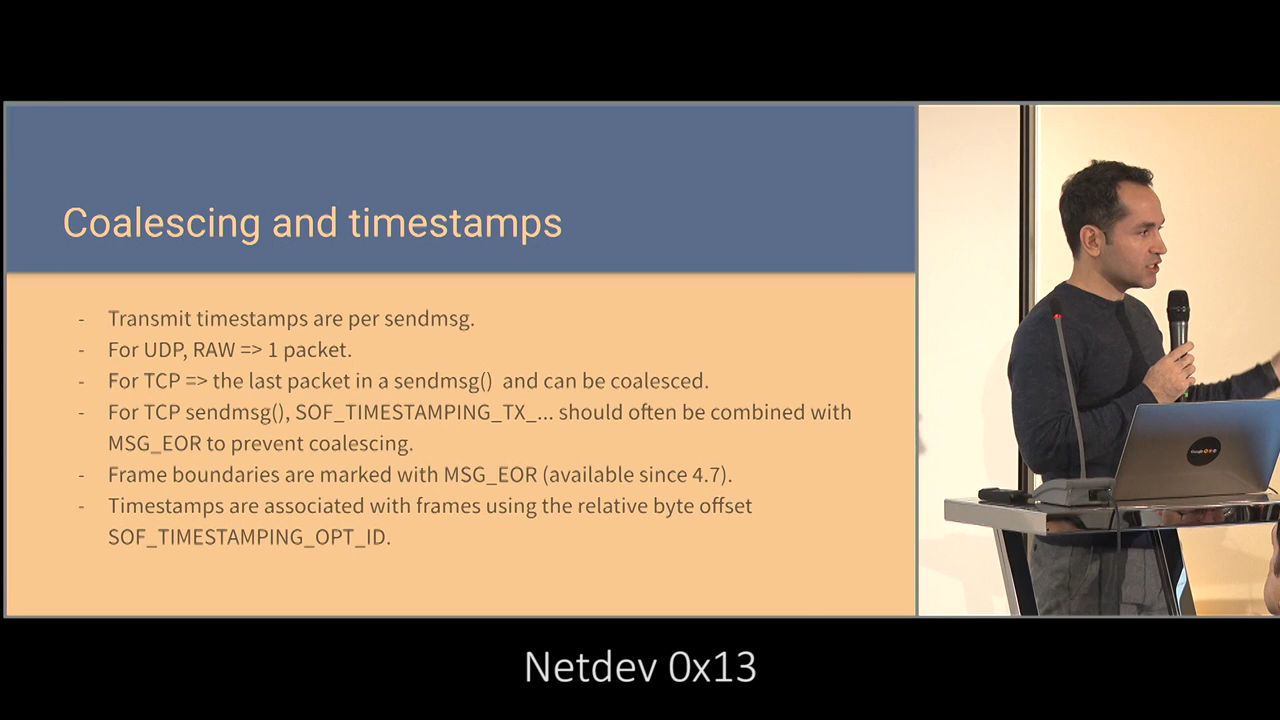 Coalescing and timestamps
- Transmit timestamps are per sendmsg.
- For UDP, RAW => 1 packet.
- For TCP => the last packet in a sendmsg()  and can be coalesced.
- For TCP sendmsg(), SOF_TIMESTAMPING_TX_... should often be combined with
MSG_EOR to prevent coalescing.
- Frame boundaries are marked with MSG_EOR (available since 4.7).
- Timestamps are associated with frames using the relative byte offset
SOF_TIMESTAMPING_OPT_ID.
Google
Netdev 0x13